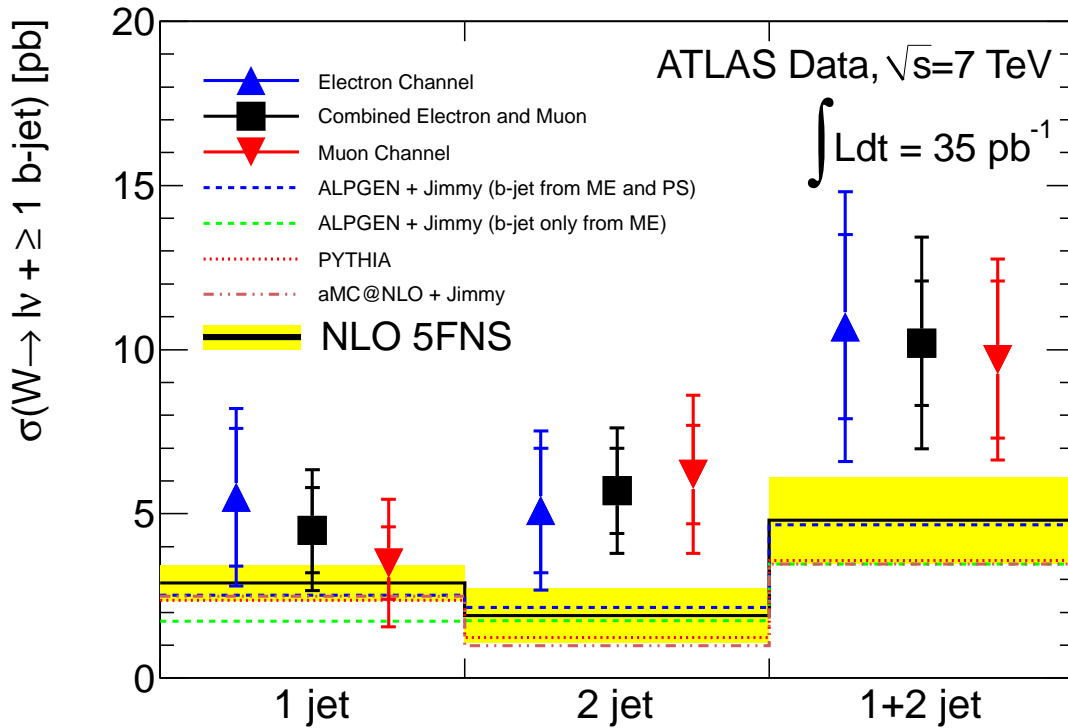 σ(W→ lν + ≥ 1 b-jet) [pb]
20
15
10
5
0
ATLAS Data, √s=7 TeV
∫Ldt = 35 pb⁻¹
Electron Channel
Combined Electron and Muon
Muon Channel
ALPGEN + Jimmy (b-jet from ME and PS)
ALPGEN + Jimmy (b-jet only from ME)
PYTHIA
aMC@NLO + Jimmy
NLO 5FNS
1 jet
2 jet
1+2 jet